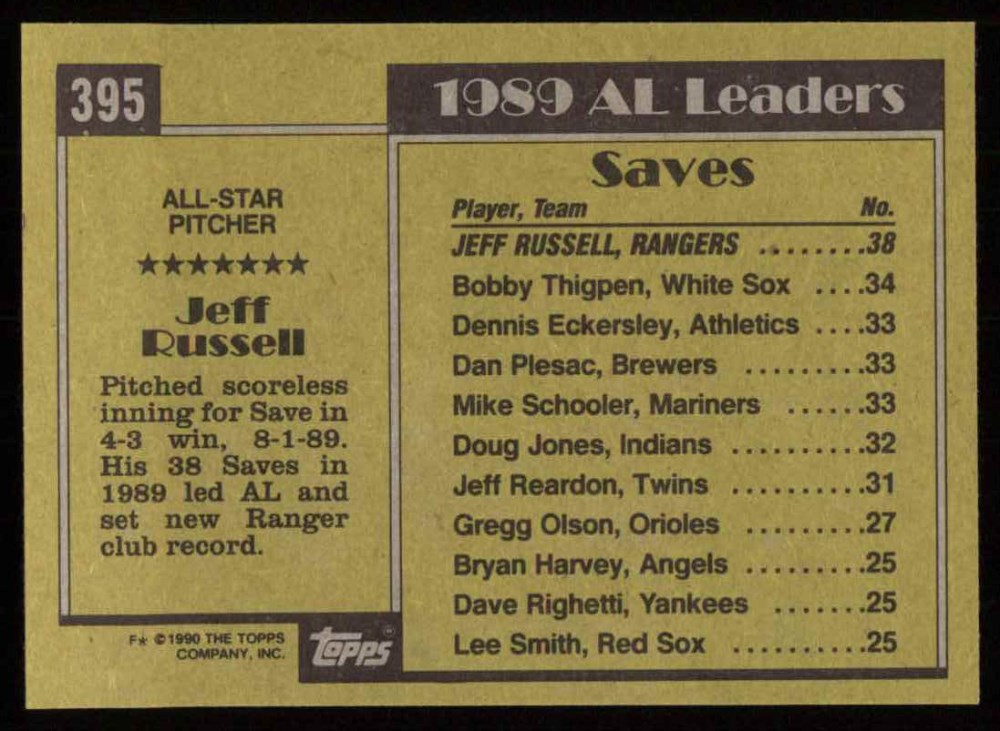 395
ALL-STAR
PITCHER
★★★★★★★
Jeff
Russell
Pitched scoreless
inning for Save in
4-3 win, 8-1-89.
His 38 Saves in
1989 led AL and
set new Ranger
club record.
F★ © 1990 THE TOPPS
COMPANY, INC.
topps®
1989 AL Leaders
Saves
Player, Team No.
JEFF RUSSELL, RANGERS ........38
Bobby Thigpen, White Sox ....34
Dennis Eckersley, Athletics ....33
Dan Plesac, Brewers .........33
Mike Schooler, Mariners ......33
Doug Jones, Indians ..........32
Jeff Reardon, Twins ..........31
Gregg Olson, Orioles .........27
Bryan Harvey, Angels .........25
Dave Righetti, Yankees .......25
Lee Smith, Red Sox ..........25